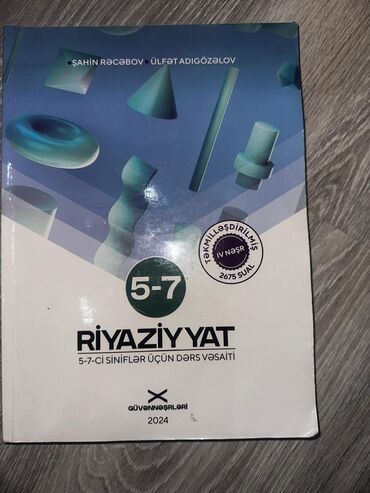 ŞAHİN RƏCƏBOV • ÜLFƏT ADIGÖZƏLOV
TƏKMİLLƏŞDİRİLMİŞ
IV NƏŞR
2675 SUAL
5-7
RİYAZİYYAT
5-7-Cİ SİNİFLƏR ÜÇÜN DƏRS VƏSAİTİ
GÜVƏNNƏŞRLƏRİ
2024